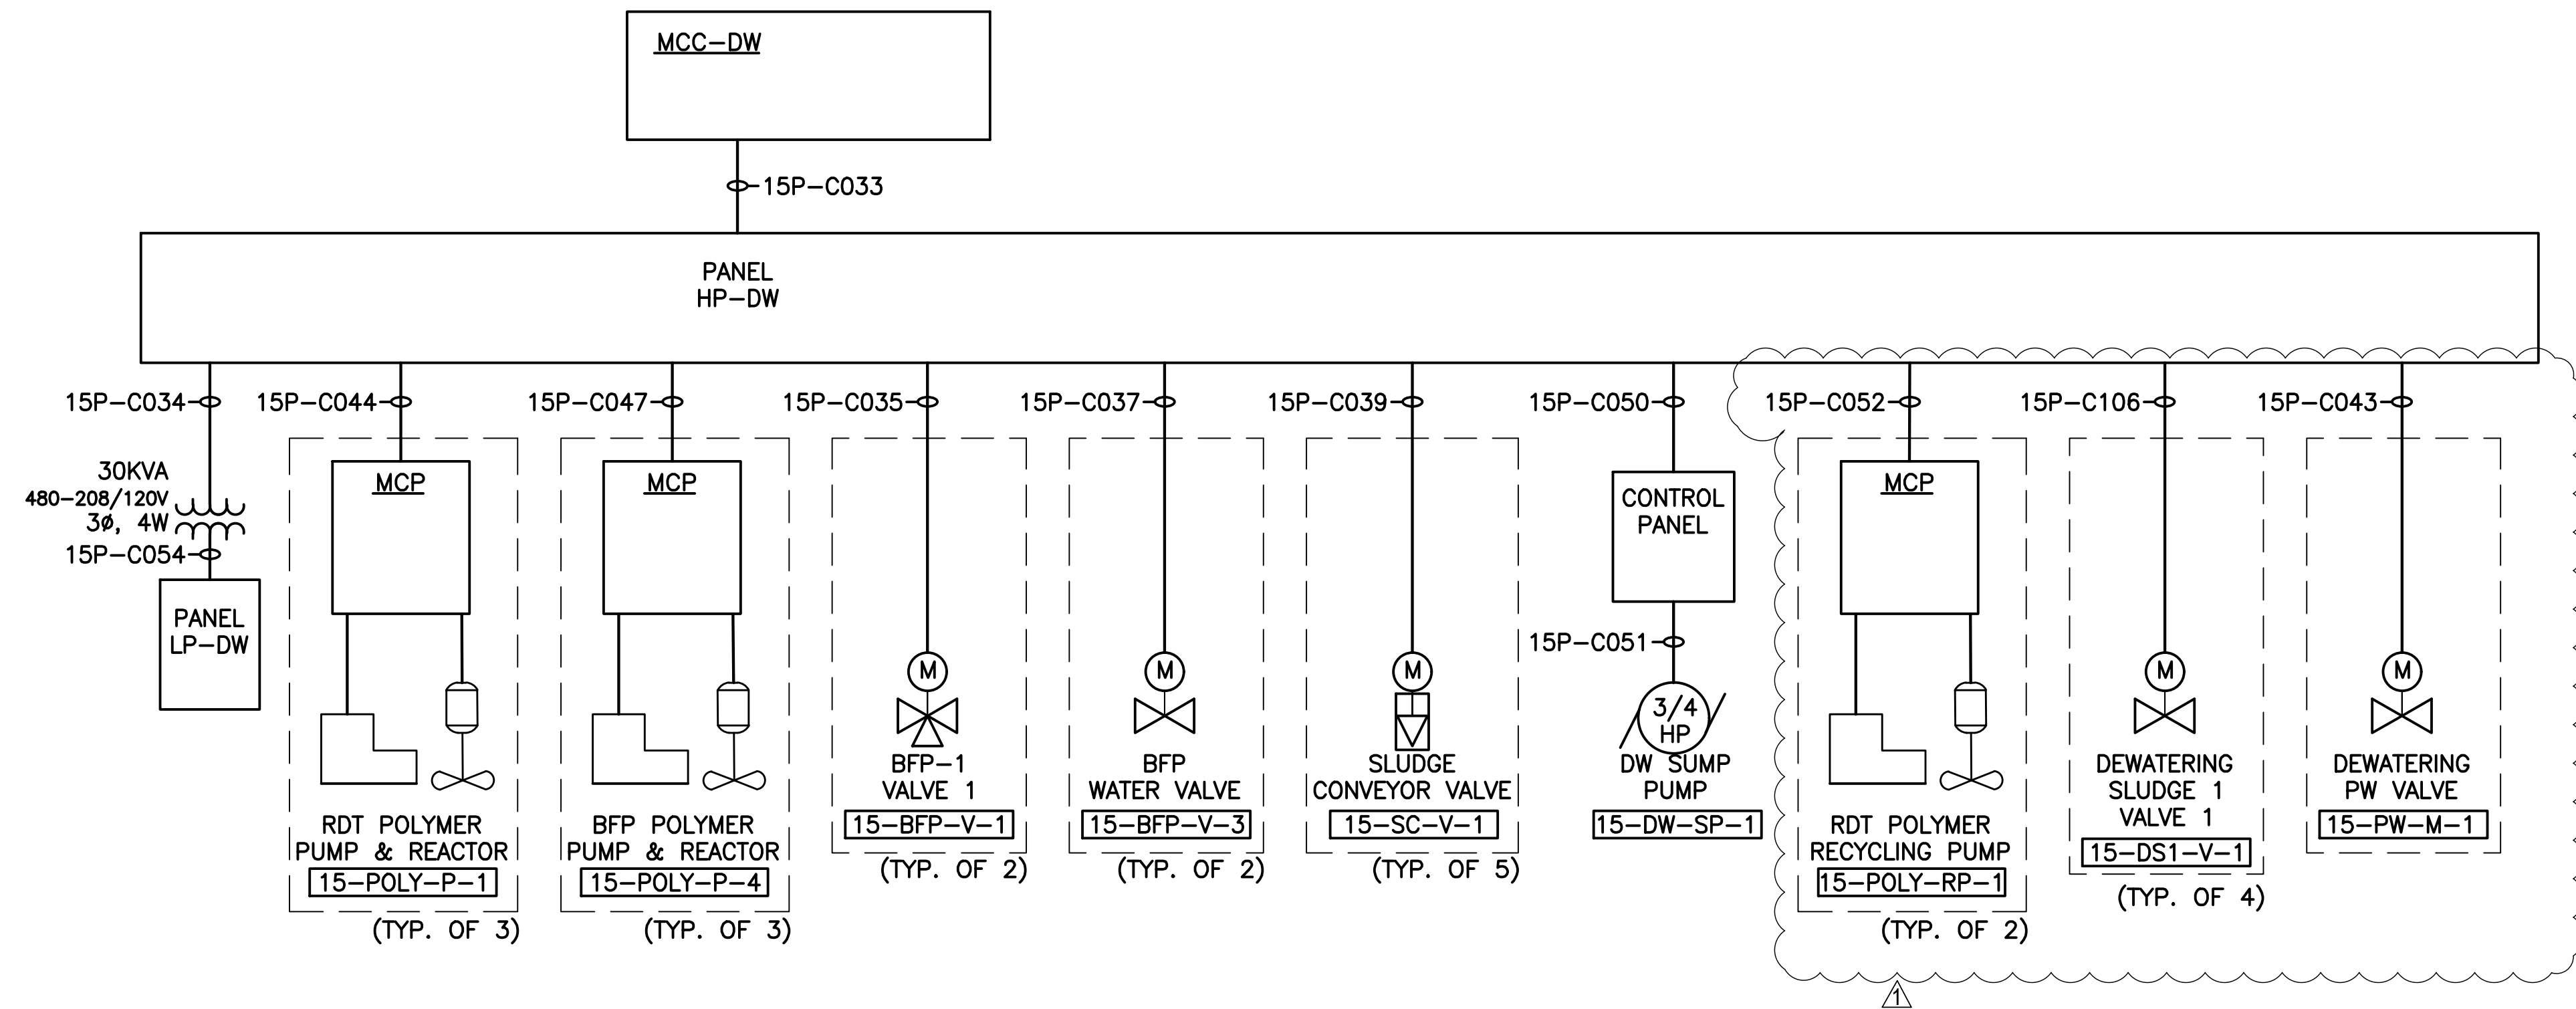 MCC-DW
15P-C033
PANEL
HP-DW
15P-C034
15P-C044
15P-C047
15P-C035
15P-C037
15P-C039
15P-C050
15P-C052
15P-C106
15P-C043
30KVA
480-208/120V
3ø, 4W
15P-C054
PANEL
LP-DW
MCP
RDT POLYMER
PUMP & REACTOR
15-POLY-P-1
(TYP. OF 3)
MCP
BFP POLYMER
PUMP & REACTOR
15-POLY-P-4
(TYP. OF 3)
M
BFP-1
VALVE 1
15-BFP-V-1
(TYP. OF 2)
M
BFP
WATER VALVE
15-BFP-V-3
(TYP. OF 2)
M
SLUDGE
CONVEYOR VALVE
15-SC-V-1
(TYP. OF 5)
CONTROL
PANEL
15P-C051
3/4
HP
DW SUMP
PUMP
15-DW-SP-1
MCP
RDT POLYMER
RECYCLING PUMP
15-POLY-RP-1
(TYP. OF 2)
M
DEWATERING
SLUDGE 1
VALVE 1
15-DS1-V-1
(TYP. OF 4)
M
DEWATERING
PW VALVE
15-PW-M-1
1